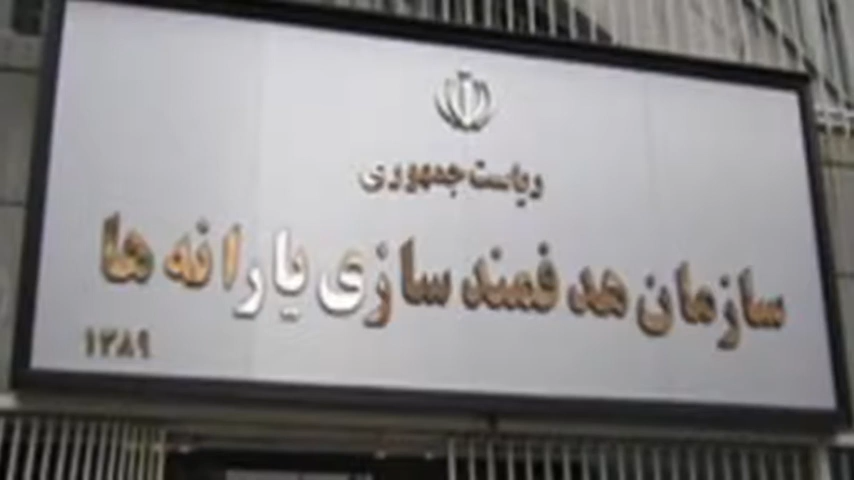 ریاست جمهوری
سازمان هدفمند سازی یارانه ها
۱۳۸۹